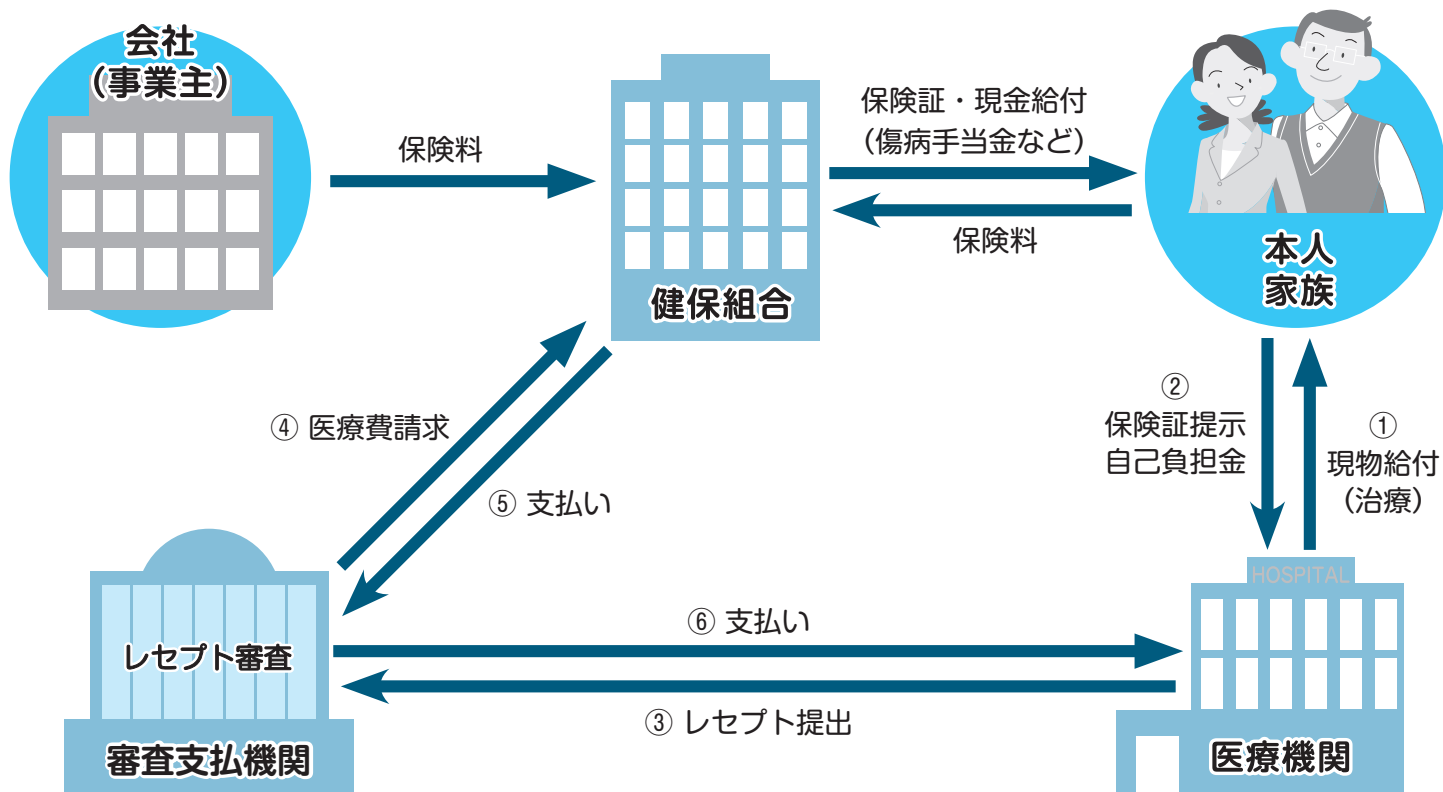 会社
(事業主)
保険料
保険証・現金給付
(傷病手当金など)
保険料
健保組合
本人
家族
④ 医療費請求
⑤ 支払い
②
保険証提示
自己負担金
①
現物給付
(治療)
HOSPITAL
レセプト審査
⑥ 支払い
③ レセプト提出
審査支払機関
医療機関